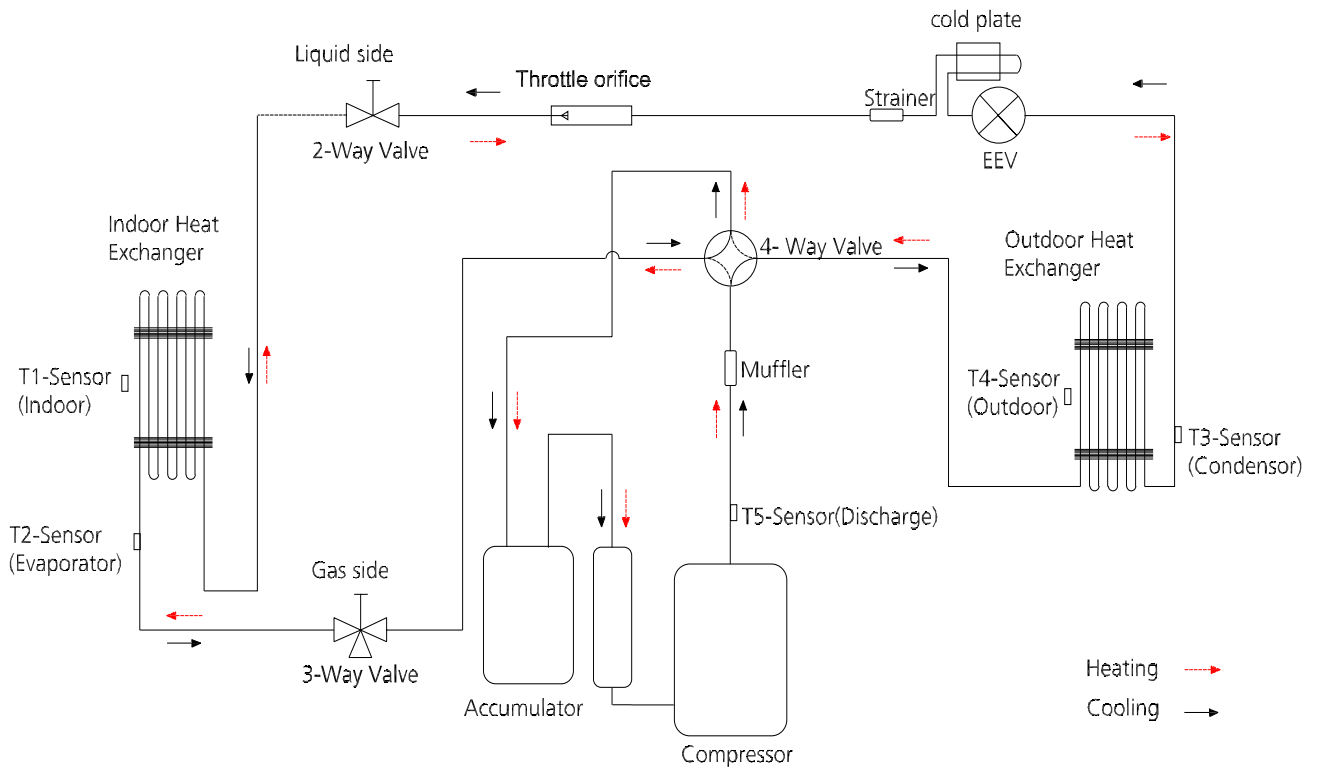 cold plate
Liquid side
Throttle orifice
Strainer
2-Way Valve
EEV
Indoor Heat
Exchanger
4- Way Valve
Outdoor Heat
Exchanger
T1-Sensor
(Indoor)
Muffler
T4-Sensor
(Outdoor)
T3-Sensor
(Condensor)
T2-Sensor
(Evaporator)
T5-Sensor(Discharge)
Gas side
3-Way Valve
Accumulator
Compressor
Heating
Cooling